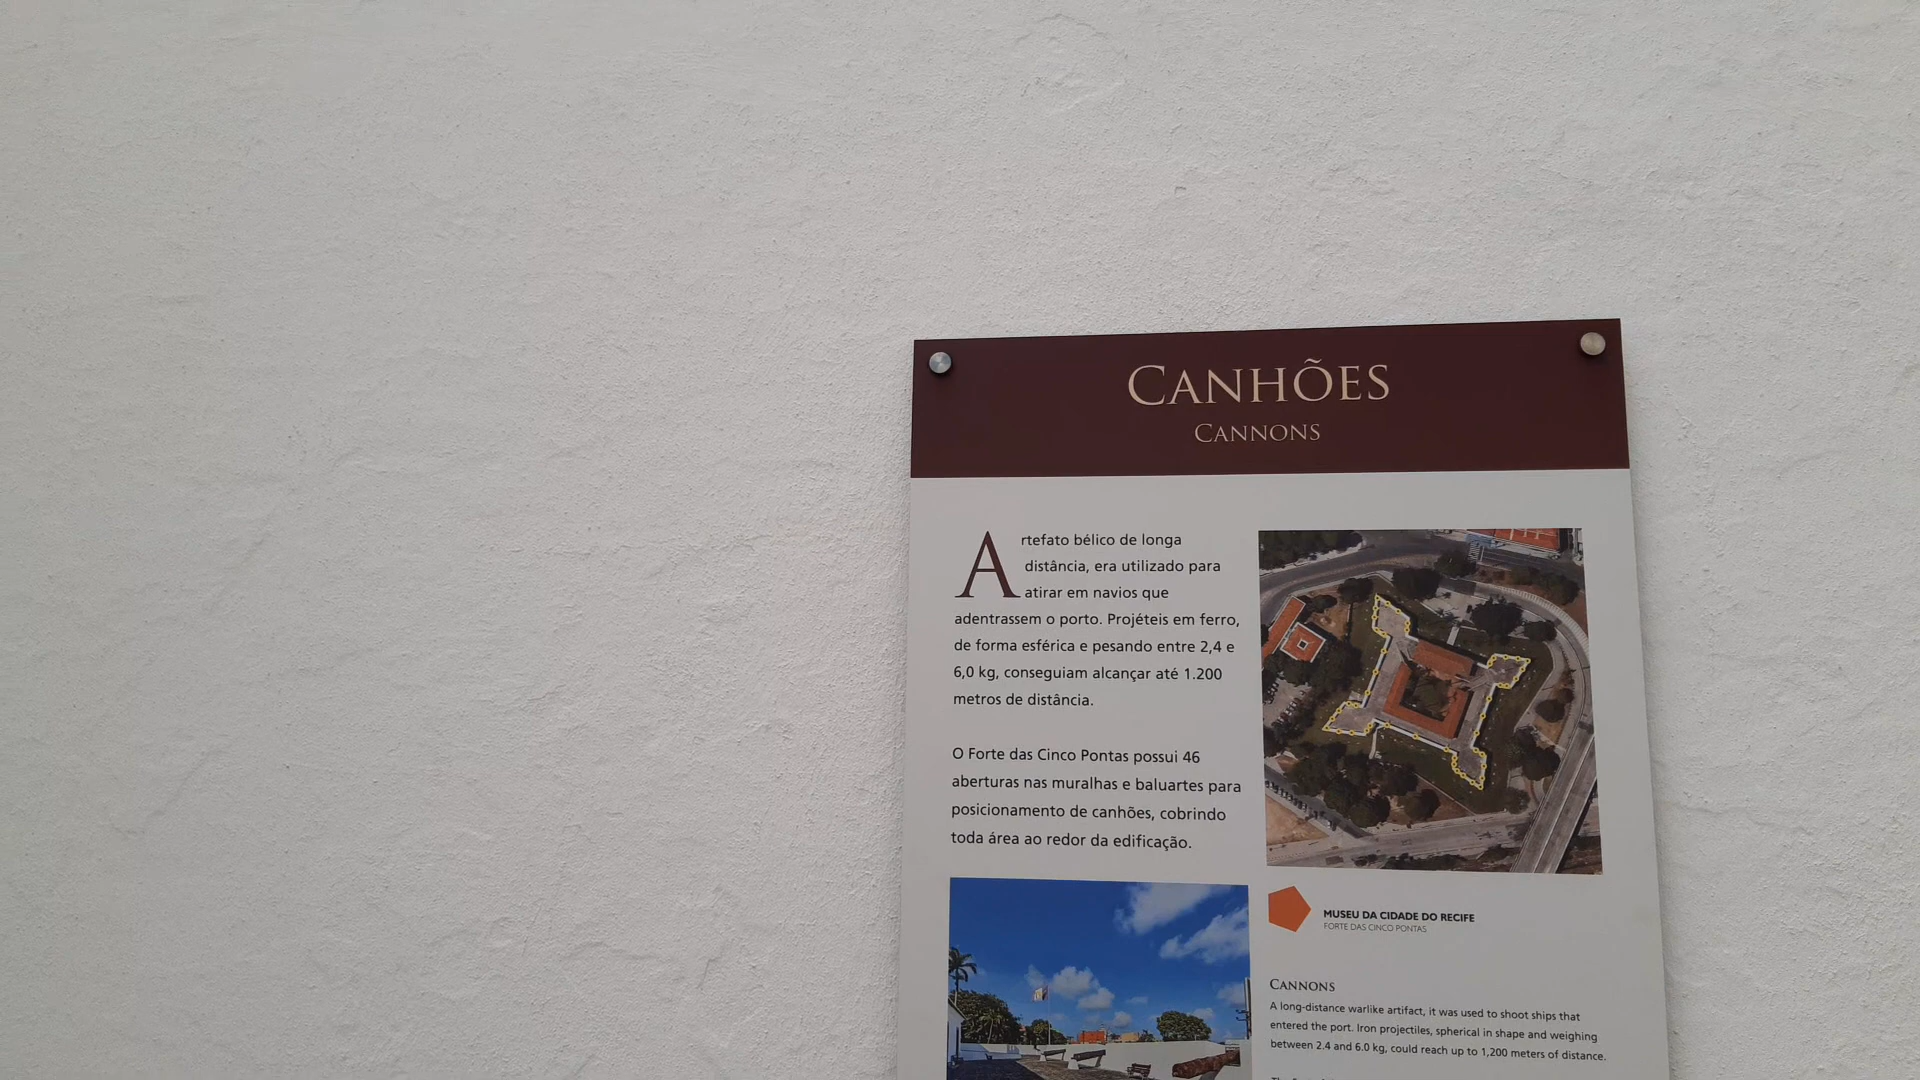 CANHÕES
CANNONS
Artefato bélico de longa
distância, era utilizado para
atirar em navios que
adentrassem o porto. Projéteis em ferro,
de forma esférica e pesando entre 2,4 e
6,0 kg, conseguiam alcançar até 1.200
metros de distância.
O Forte das Cinco Pontas possui 46
aberturas nas muralhas e baluartes para
posicionamento de canhões, cobrindo
toda área ao redor da edificação.
MUSEU DA CIDADE DO RECIFE
FORTE DAS CINCO PONTAS
CANNONS
A long-distance warlike artifact, it was used to shoot ships that
entered the port. Iron projectiles, spherical in shape and weighing
between 2.4 and 6.0 kg, could reach up to 1,200 meters of distance.